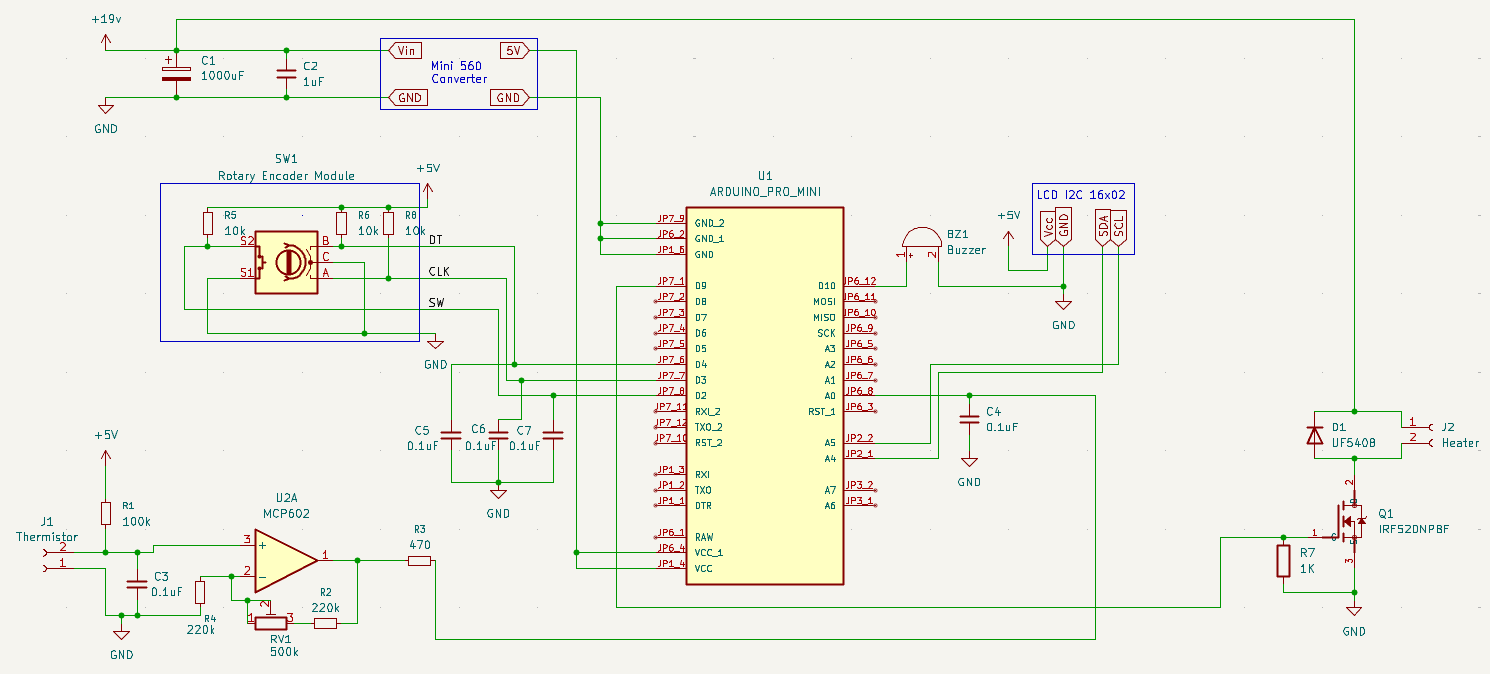 +19v
C1
1000uF
C2
1uF
Vin
5V
Mini 560
Converter
GND
GND
GND
SW1
Rotary Encoder Module
+5V
R5
10k
R6
10k
R8
10k
S2
S1
B
C
A
DT
CLK
SW
GND
U1
ARDUINO_PRO_MINI
JP7_9 GND_2
JP6_2 GND_1
JP1_5 GND
JP7_1 D9 D10 JP6_12
JP7_2 D8 MOSI JP6_11
JP7_3 D7 MISO JP6_10
JP7_4 D6 SCK JP6_9
JP7_5 D5 A3 JP6_5
JP7_6 D4 A2 JP6_6
JP7_7 D3 A1 JP6_7
JP7_8 D2 A0 JP6_8
JP7_11 RXI_2 RST_1 JP6_3
JP7_12 TXO_2
JP7_10 RST_2 A5 JP2_2
A4 JP2_1
JP1_3 RXI
JP1_2 TXO A7 JP3_2
JP1_1 DTR A6 JP3_1
JP6_1 RAW
JP6_4 VCC_1
JP1_4 VCC
BZ1
Buzzer
1
+
2
LCD I2C 16x02
Vcc
GND
SDA
SCL
+5V
GND
C4
0.1uF
GND
C5
0.1uF
C6
0.1uF
C7
0.1uF
GND
+5V
R1
100k
J1
Thermistor
2
1
C3
0.1uF
GND
R4
220k
U2A
MCP602
3
+
2
-
1
R3
470
R2
220k
1
2
3
RV1
500k
D1
UF5408
1
2
J2
Heater
2
D
1
G
S
3
Q1
IRF520NPBF
R7
1K
GND